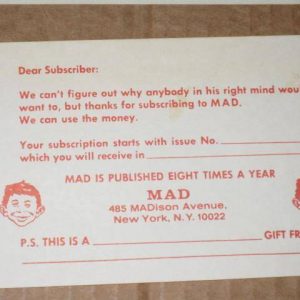 Dear Subscriber:
We can't figure out why anybody in his right mind wou
want to, but thanks for subscribing to MAD.
We can use the money.
Your subscription starts with issue No.
which you will receive in
MAD IS PUBLISHED EIGHT TIMES A YEAR
MAD
485 MADison Avenue,
New York, N.Y. 10022
P.S. THIS IS A GIFT FR